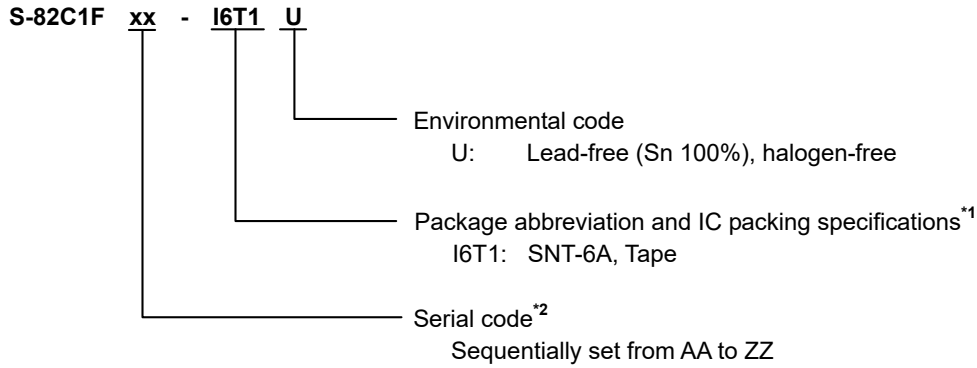 S-82C1F xx - I6T1 U
Environmental code
U: Lead-free (Sn 100%), halogen-free
Package abbreviation and IC packing specifications*1
I6T1: SNT-6A, Tape
Serial code*2
Sequentially set from AA to ZZ